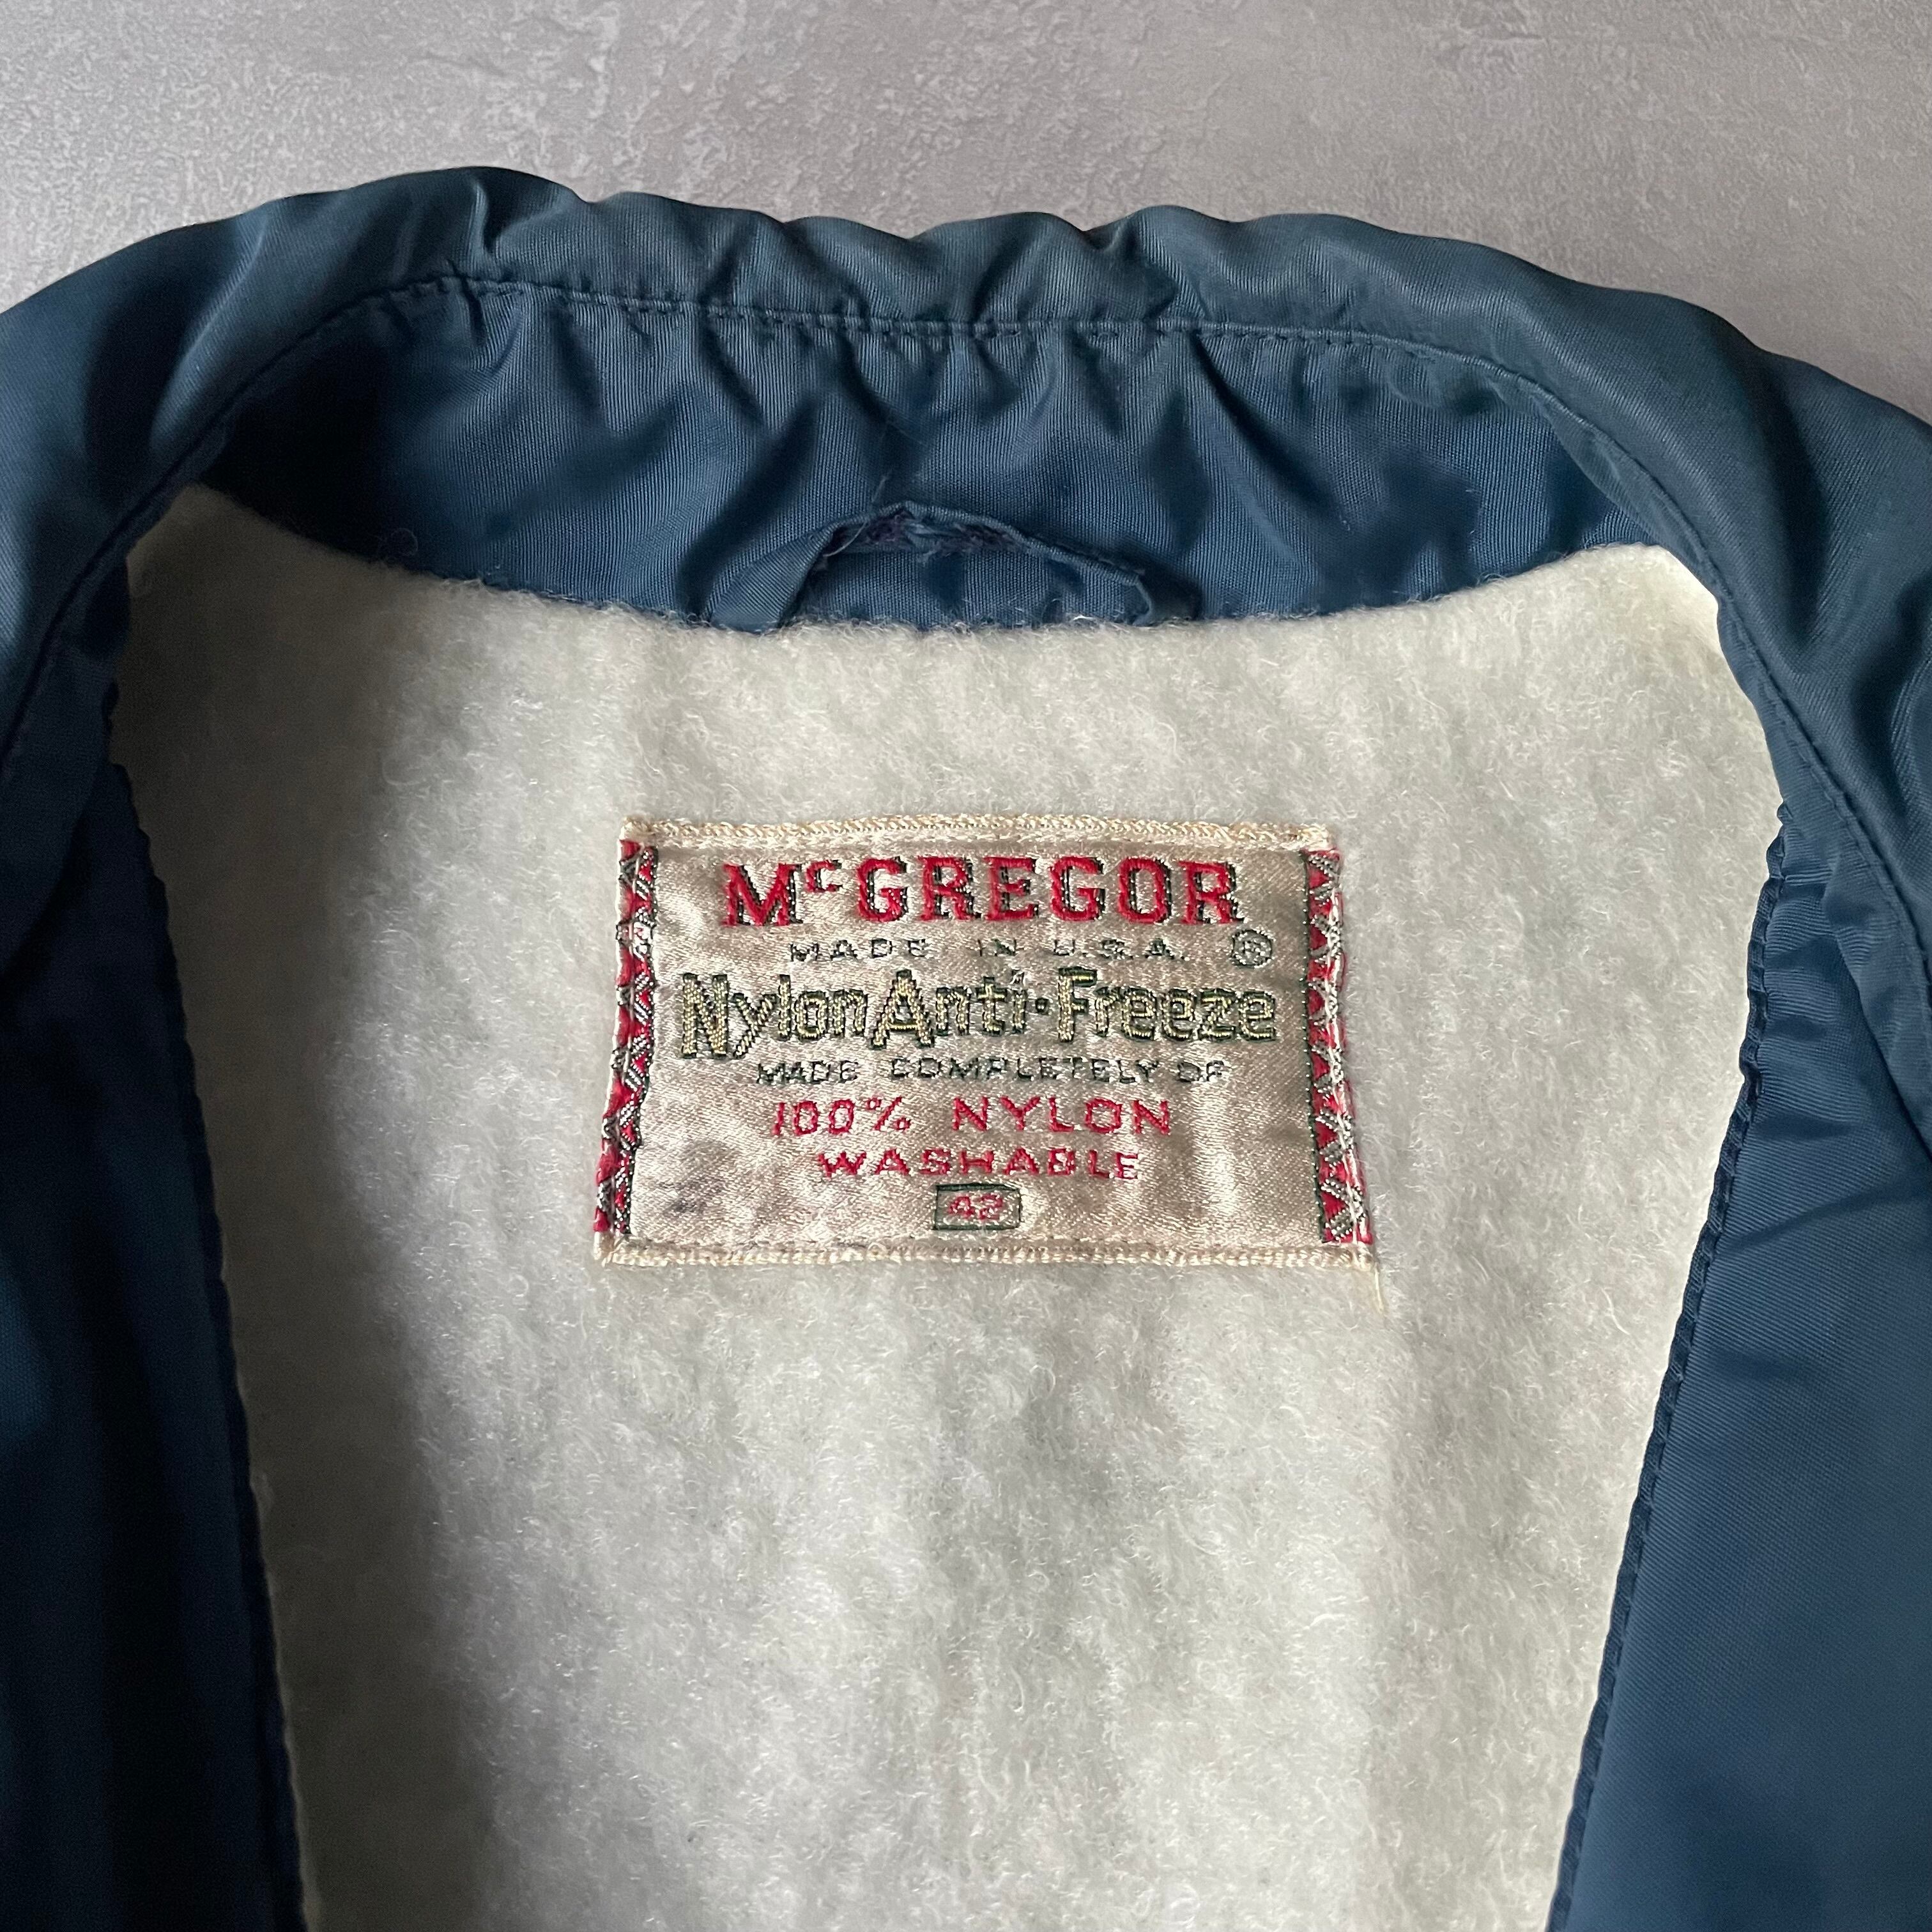 McGREGOR
MADE IN U.S.A. ®
Nylon Anti-Freeze
MADE COMPLETELY OF
100% NYLON
WASHABLE
42